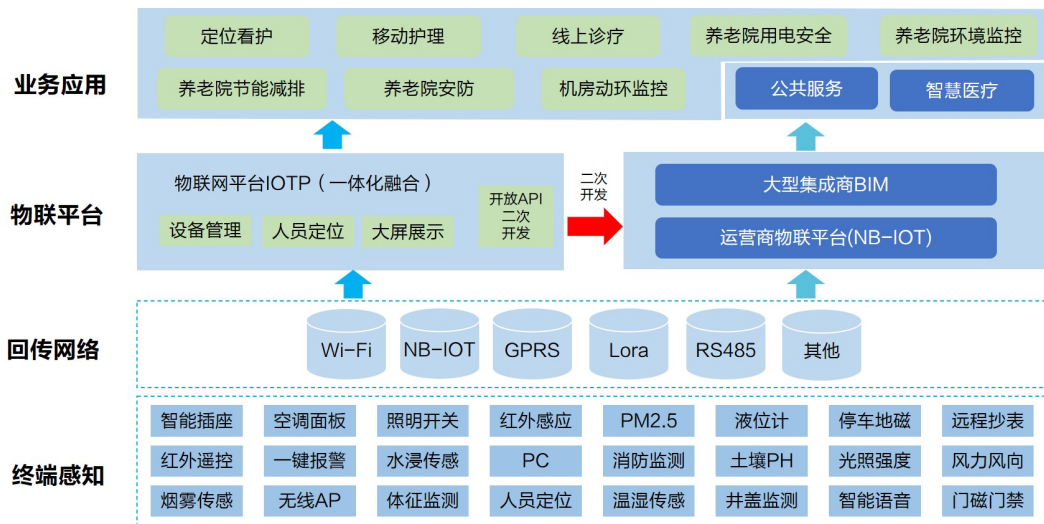 业务应用
定位看护
移动护理
线上诊疗
养老院用电安全
养老院环境监控
养老院节能减排
养老院安防
机房动环监控
公共服务
智慧医疗
物联平台
物联网平台IOTP（一体化融合）
设备管理
人员定位
大屏展示
开放API
二次
开发
二次
开发
大型集成商BIM
运营商物联平台(NB-IOT)
回传网络
Wi-Fi
NB-IOT
GPRS
Lora
RS485
其他
终端感知
智能插座
空调面板
照明开关
红外感应
PM2.5
液位计
停车地磁
远程抄表
红外遥控
一键报警
水浸传感
PC
消防监测
土壤PH
光照强度
风力风向
烟雾传感
无线AP
体征监测
人员定位
温湿传感
井盖监测
智能语音
门磁门禁